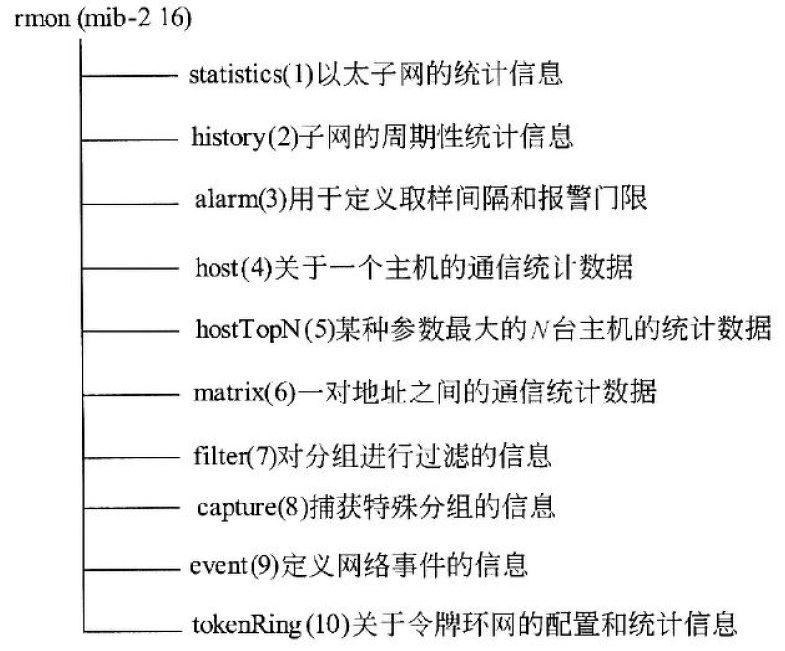 rmon (mib-2 16)
statistics(1)以太子网的统计信息
history(2)子网的周期性统计信息
alarm(3)用于定义取样间隔和报警门限
host(4)关于一个主机的通信统计数据
hostTopN(5)某种参数最大的N台主机的统计数据
matrix(6)一对地址之间的通信统计数据
filter(7)对分组进行过滤的信息
capture(8)捕获特殊分组的信息
event(9)定义网络事件的信息
tokenRing(10)关于令牌环网的配置和统计信息